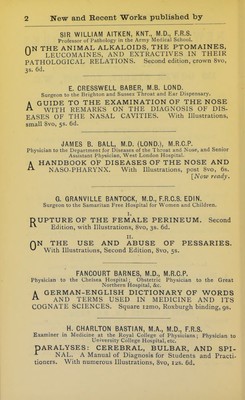 2 New and Recent Works published by
SIR WILLIAM AITKEN, KNT., M.D., F.R.S.
Professor of Pathology in the Army Medical School.
ON THE ANIMAL ALKALOIDS, THE PTOMAINES,
LEUCOMAINES, AND EXTRACTIVES IN THEIR
PATHOLOGICAL RELATIONS. Second edition, crown 8vo,
3s. 6d.
E. CRESSWELL BABER, M.B. LOND.
Surgeon to the Brighton and Sussex Throat and Ear Dispensary.
A GUIDE TO THE EXAMINATION OF THE NOSE
WITH REMARKS ON THE DIAGNOSIS OF DIS-
EASES OF THE NASAL CAVITIES. With Illustrations,
small 8vo, 5s. 6d.
JAMES B. BALL, M.D. (LOND.), M.R.C.P.
Physician to the Department for Diseases of the Throat and Nose, and Senior
Assistant Physician, West London Hospital.
A HANDBOOK OF DISEASES OF THE NOSE AND
NASO-PHARYNX. With Illustrations, post 8vo, 6s.
[Now ready.
G. GRANVILLE BANTOCK, M.D., F.R.C.S. EDIN.
Surgeon to the Samaritan Free Hospital for Women and Children.
I.
RUPTURE OF THE FEMALE PERINEUM. Second
Edition, with Illustrations, 8vo, 3s. 6d.
II.
ON THE USE AND ABUSE OF PESSARIES.
With Illustrations, Second Edition, 8vo, 5s.
FANCOURT BARNES, M.D., M.R.C.P.
Physician to the Chelsea Hospital; Obstetric Physician to the Great
Northern Hospital, &c.
A GERMAN-ENGLISH DICTIONARY OF WORDS
AND TERMS USED IN MEDICINE AND ITS
COGNATE SCIENCES. Square 12mo, Roxburgh binding, 9s.
H. CHARLTON BASTIAN, M.A., M.D., F.R.S.
Examiner in Medicine at the Royal College of Physicians; Physician to
University College Hospital, etc.
PARALYSES: CEREBRAL, BULBAR, AND SPI-
NAL. A Manual of Diagnosis for Students and Practi-
tioners. With numerous Illustrations, 8vo, 12s. 6d.